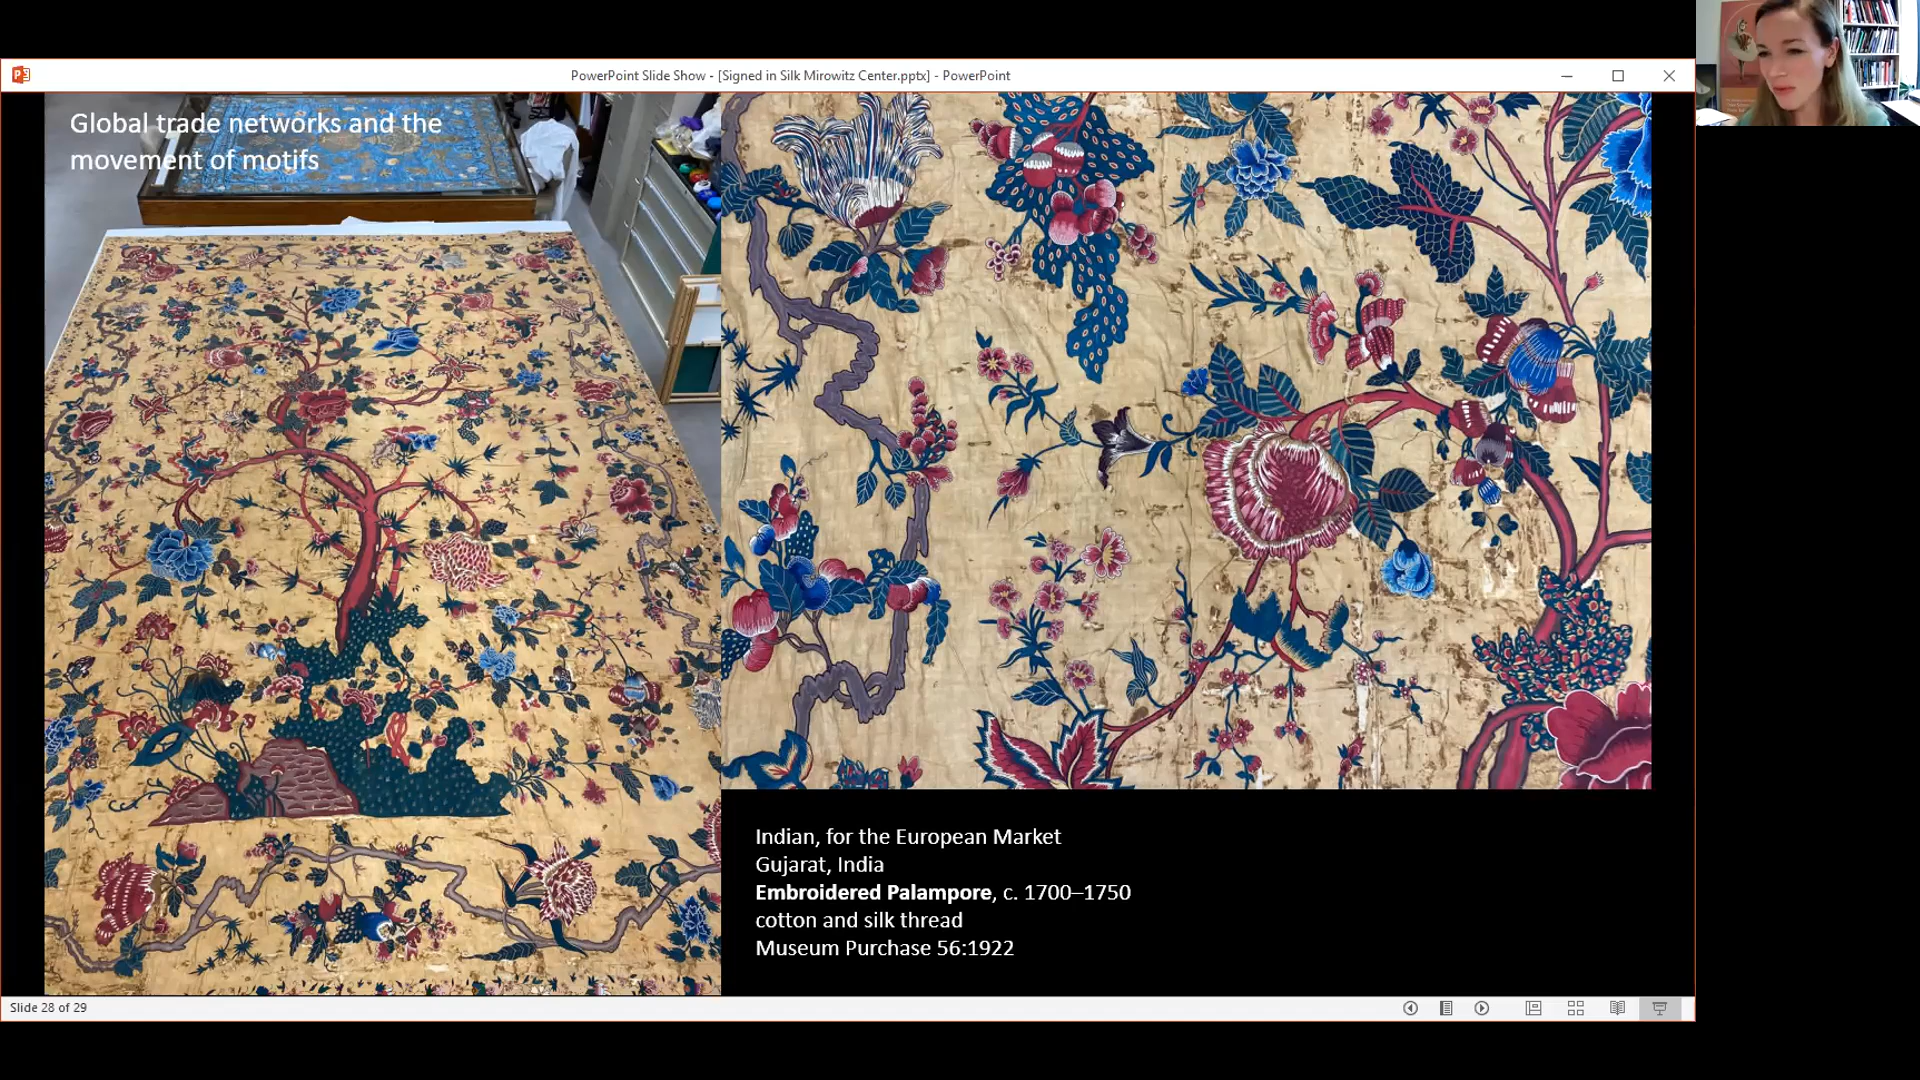 PowerPoint Slide Show - [Signed in Silk Mirowitz Center.pptx] - PowerPoint
Global trade networks and the
movement of motifs
Indian, for the European Market
Gujarat, India
Embroidered Palampore, c. 1700–1750
cotton and silk thread
Museum Purchase 56:1922
Slide 28 of 29